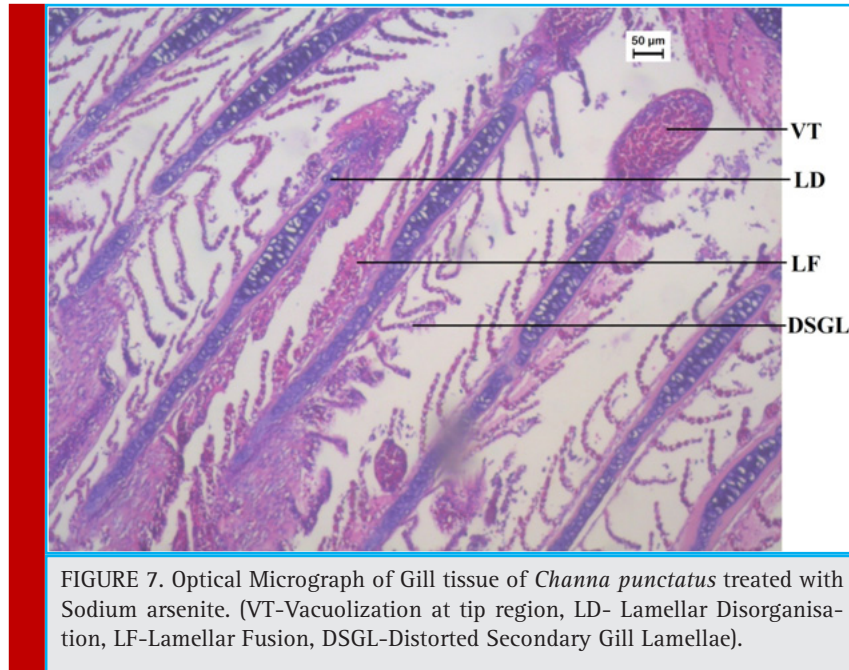 50 µm
VT
LD
LF
DSGL
FIGURE 7. Optical Micrograph of Gill tissue of Channa punctatus treated with
Sodium arsenite. (VT-Vacuolization at tip region, LD- Lamellar Disorganisa-
tion, LF-Lamellar Fusion, DSGL-Distorted Secondary Gill Lamellae).